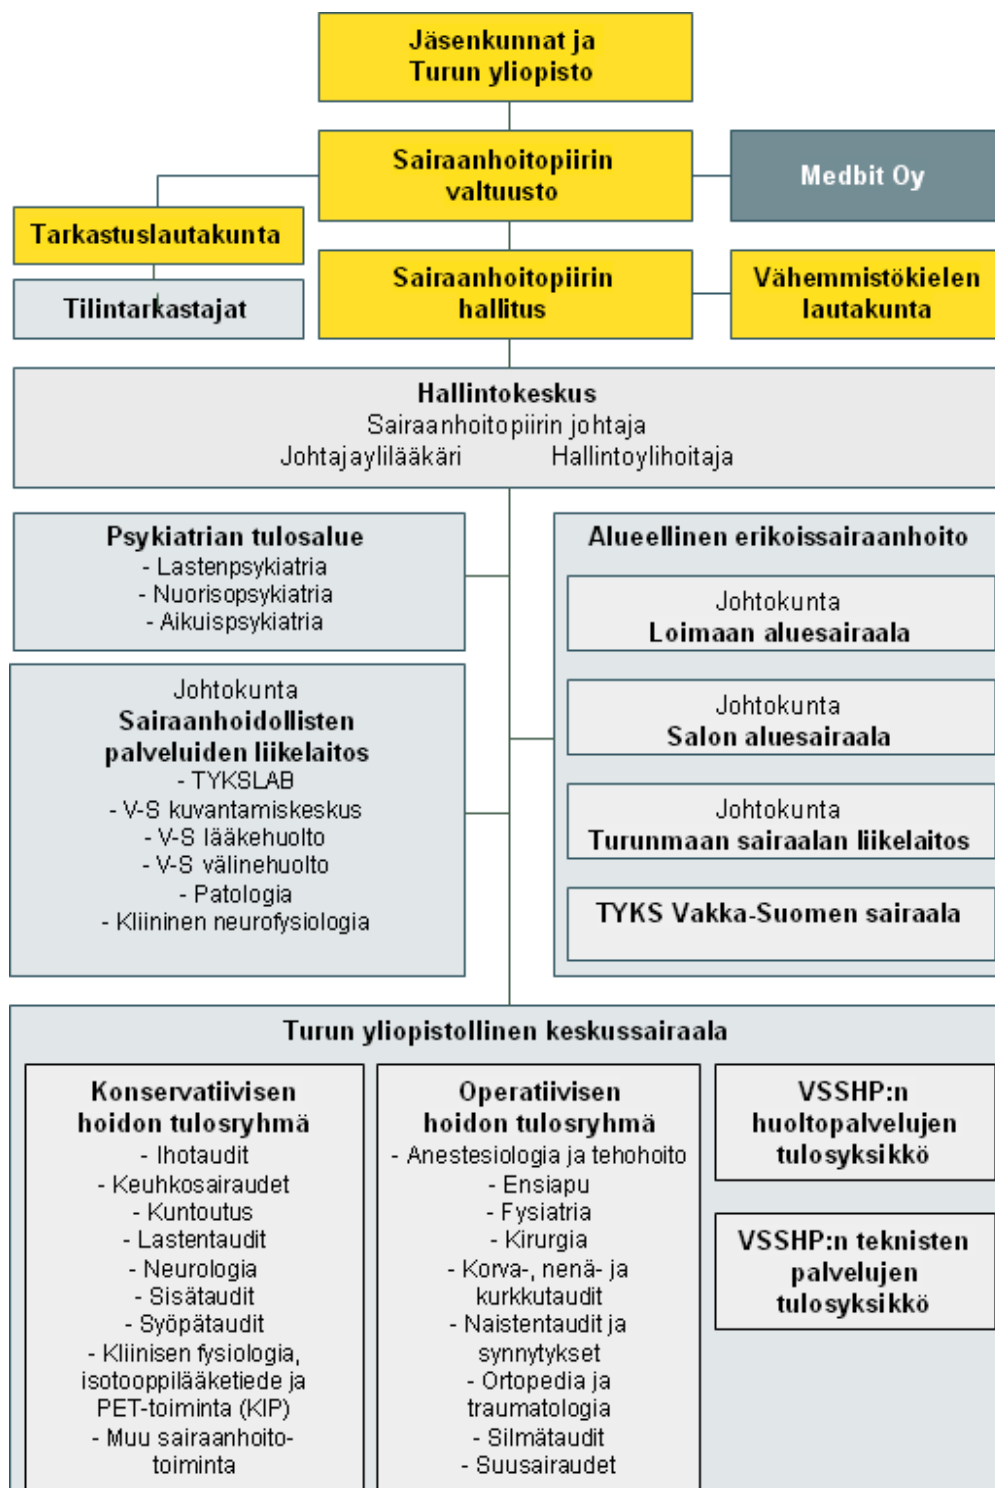 Jäsenkunnat ja
Turun yliopisto
Sairaanhoitopiirin
valtuusto
Medbit Oy
Tarkastuslautakunta
Tilintarkastajat
Sairaanhoitopiirin
hallitus
Vähemmistökielen
lautakunta
Hallintokeskus
Sairaanhoitopiirin johtaja
Johtajaylilääkäri Hallintoylihoitaja
Psykiatrian tulosalue
- Lastenpsykiatria
- Nuorisopsykiatria
- Aikuispsykiatria
Johtokunta
Sairaanhoidollisten
palveluiden liikelaitos
- TYKSLAB
- V-S kuvantamiskeskus
- V-S lääkehuolto
- V-S välinehuolto
- Patologia
- Kliininen neurofysiologia
Alueellinen erikoissairaanhoito
Johtokunta
Loimaan aluesairaala
Johtokunta
Salon aluesairaala
Johtokunta
Turunmaan sairaalan liikelaitos
TYKS Vakka-Suomen sairaala
Turun yliopistollinen keskussairaala
Konservatiivisen
hoidon tulosryhmä
- Ihotaudit
- Keuhkosairaudet
- Kuntoutus
- Lastentaudit
- Neurologia
- Sisätaudit
- Syöpätaudit
- Kliinisen fysiologia,
isotooppilääketiede ja
PET-toiminta (KIP)
- Muu sairaanhoito-
toiminta
Operatiivisen
hoidon tulosryhmä
- Anestesiologia ja tehohoito
- Ensiapu
- Fysiatria
- Kirurgia
- Korva-, nenä- ja
kurkkutaudit
- Naistentaudit ja
synnytykset
- Ortopedia ja
traumatologia
- Silmätaudit
- Suusairaudet
VSSHP:n
huoltopalvelujen
tulosyksikkö
VSSHP:n teknisten
palvelujen
tulosyksikkö